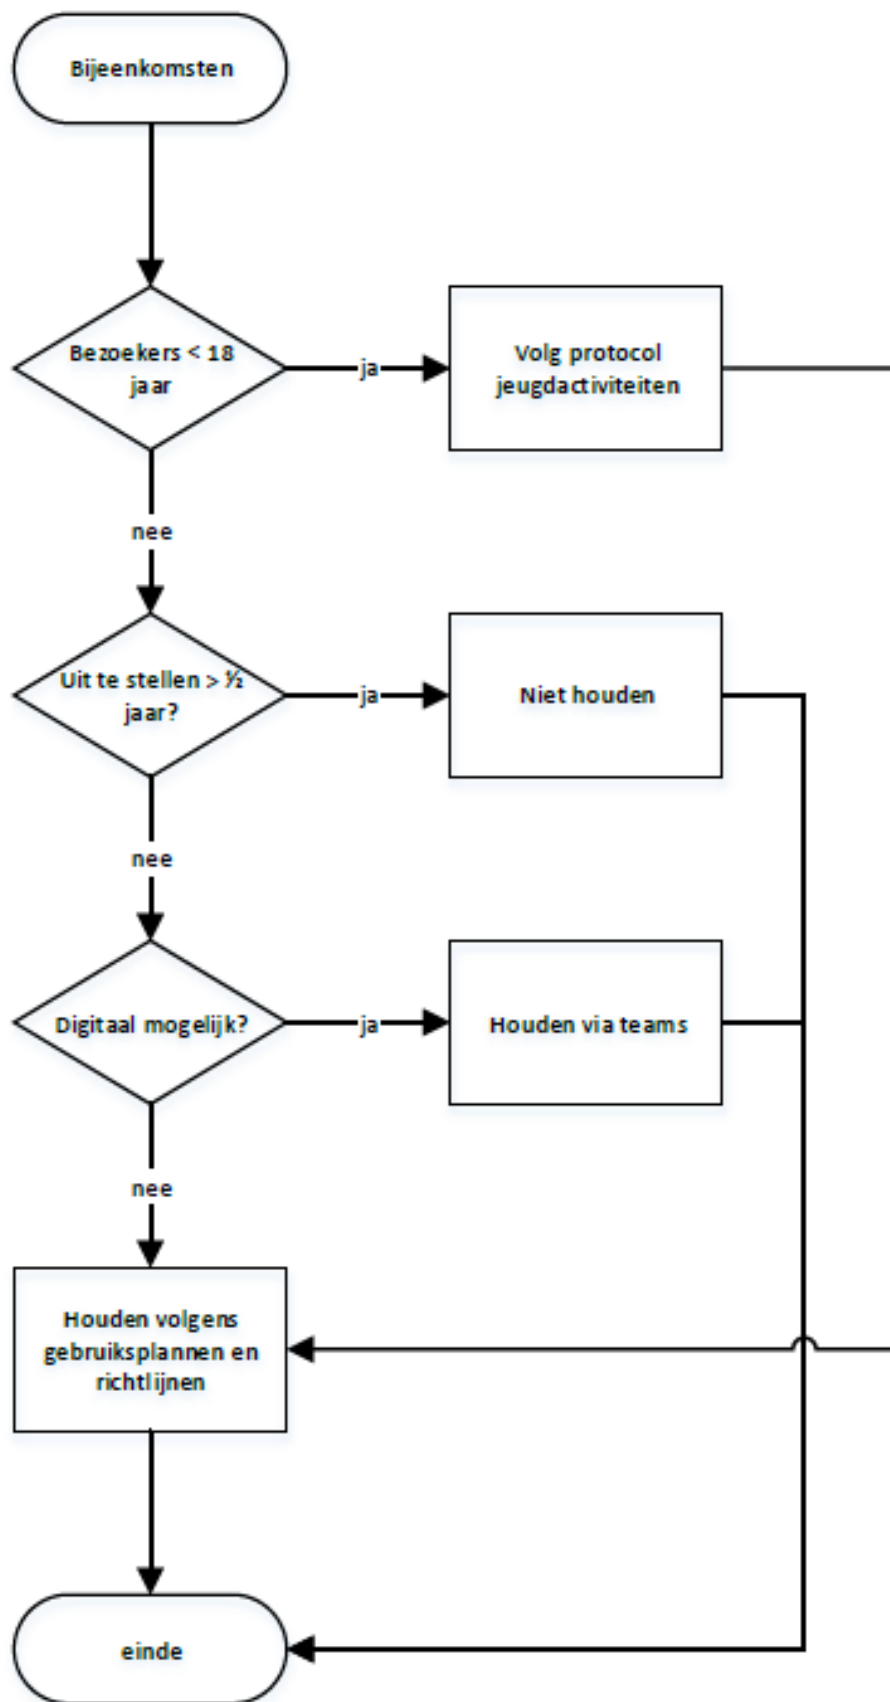 Bijeenkomsten
Bezoekers < 18
jaar
ja
Volg protocol
jeugdactiviteiten
nee
Uit te stellen > ½
jaar?
ja
Niet houden
nee
Digitaal mogelijk?
ja
Houden via teams
nee
Houden volgens
gebruiksplannen en
richtlijnen
einde